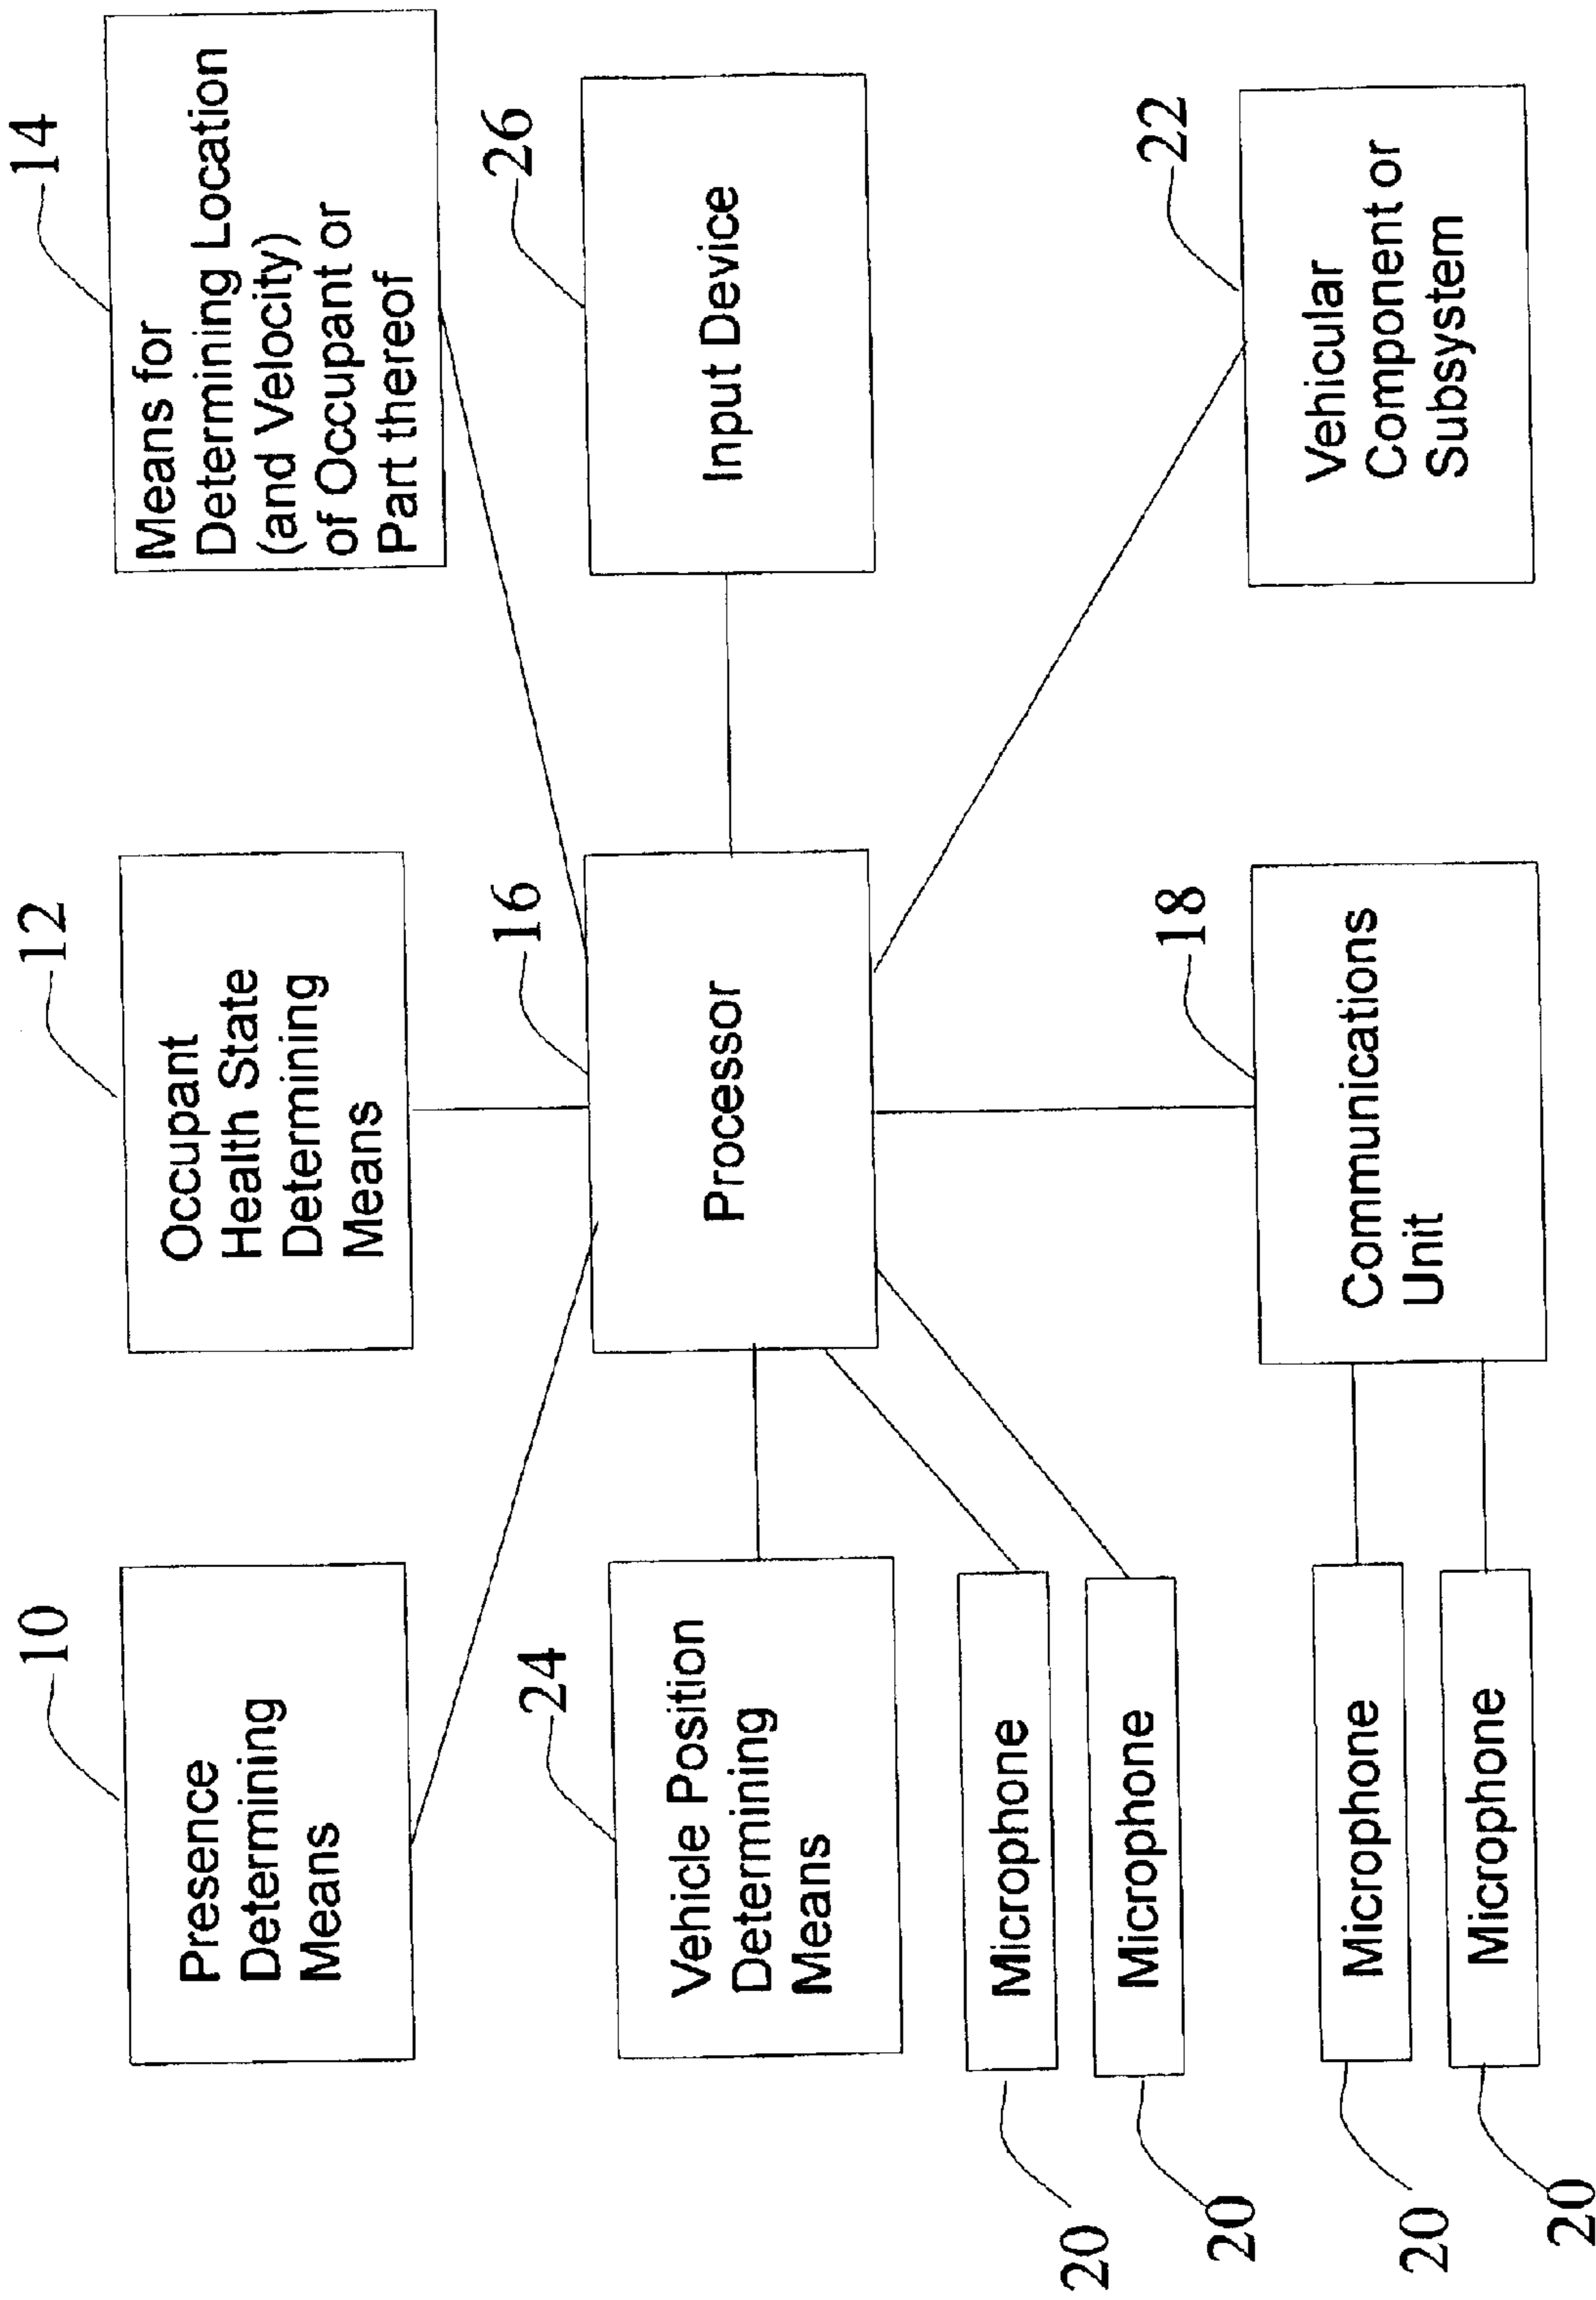 10
Presence
Determining
Means
12
Occupant
Health State
Determining
Means
14
Means for
Determining Location
(and Velocity)
of Occupant or
Part thereof
24
Vehicle Position
Determining
Means
16
Processor
26
Input Device
20
Microphone
20
Microphone
20
Microphone
20
Microphone
18
Communications
Unit
22
Vehicular
Component or
Subsystem